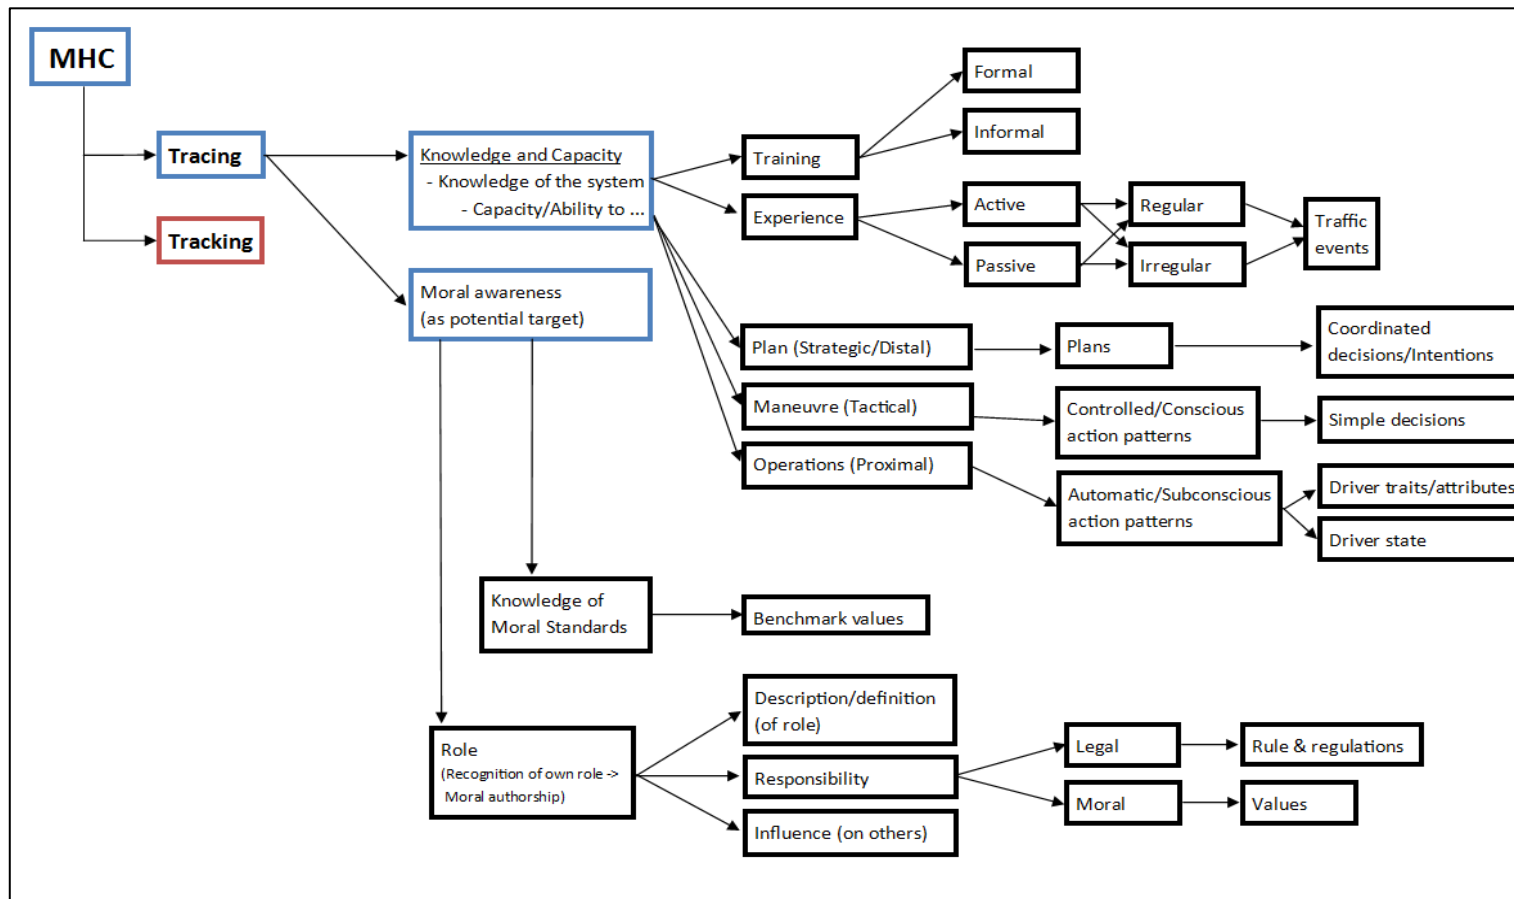 MHC
Tracing
Tracking
Knowledge and Capacity
- Knowledge of the system
- Capacity/Ability to ...
Moral awareness
(as potential target)
Training
Experience
Formal
Informal
Active
Passive
Regular
Irregular
Traffic
events
Plan (Strategic/Distal)
Plans
Coordinated
decisions/Intentions
Maneuvre (Tactical)
Controlled/Conscious
action patterns
Simple decisions
Operations (Proximal)
Automatic/Subconscious
action patterns
Driver traits/attributes
Driver state
Knowledge of
Moral Standards
Benchmark values
Role
(Recognition of own role ->
Moral authorship)
Description/definition
(of role)
Responsibility
Influence (on others)
Legal
Rule & regulations
Moral
Values